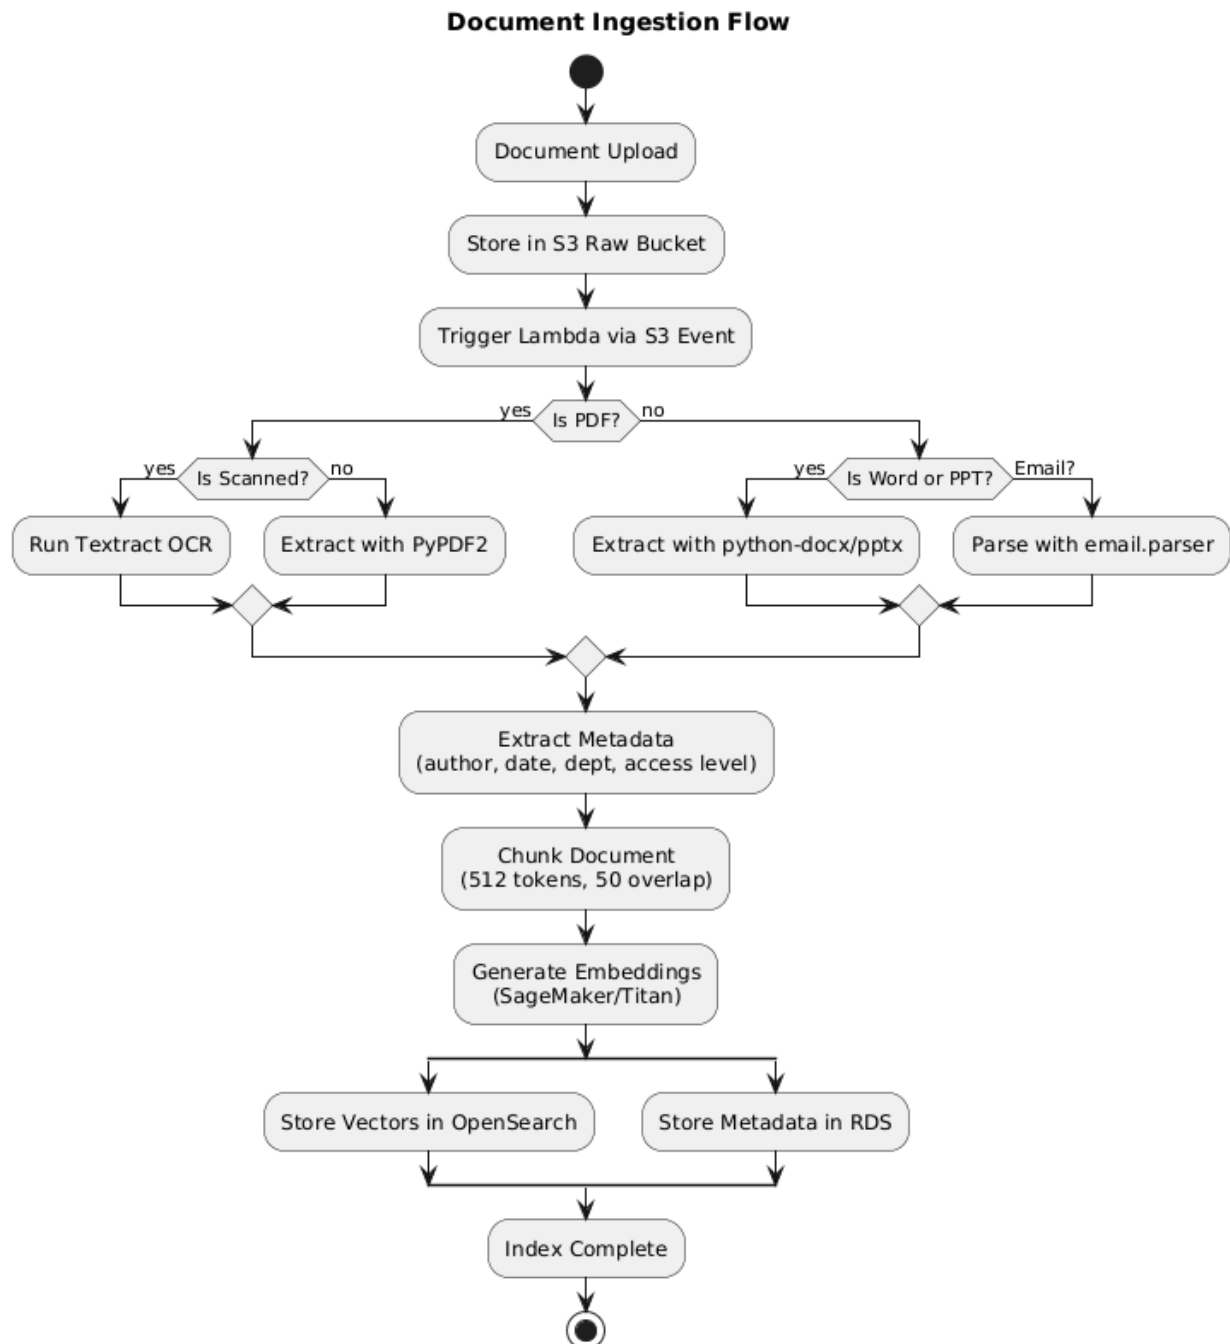 Document Ingestion Flow
Document Upload
Store in S3 Raw Bucket
Trigger Lambda via S3 Event
yes
Is PDF?
no
yes
Is Scanned?
no
yes
Is Word or PPT?
Email?
Run Textract OCR
Extract with PyPDF2
Extract with python-docx/pptx
Parse with email.parser
Extract Metadata
(author, date, dept, access level)
Chunk Document
(512 tokens, 50 overlap)
Generate Embeddings
(SageMaker/Titan)
Store Vectors in OpenSearch
Store Metadata in RDS
Index Complete